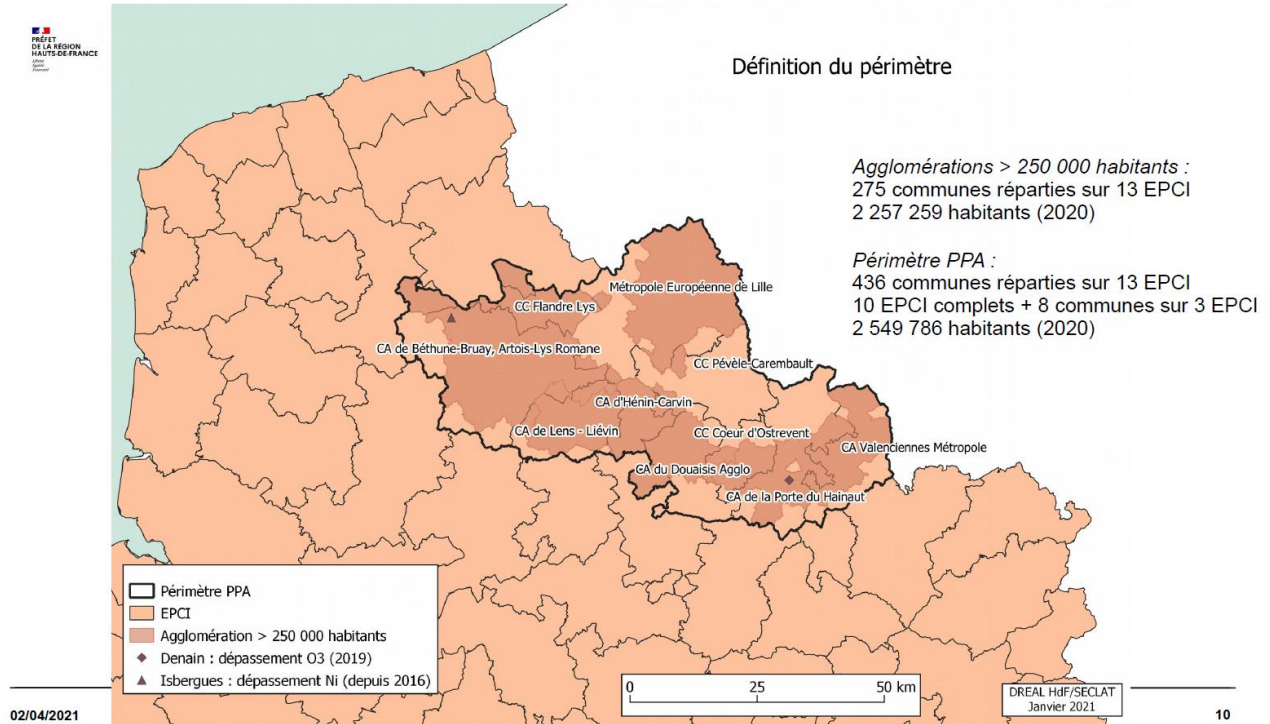 PRÉFET
DE LA RÉGION
HAUTS-DE-FRANCE
Liberté
Égalité
Fraternité
Définition du périmètre
Agglomérations > 250 000 habitants :
275 communes réparties sur 13 EPCI
2 257 259 habitants (2020)
Périmètre PPA :
436 communes réparties sur 13 EPCI
10 EPCI complets + 8 communes sur 3 EPCI
2 549 786 habitants (2020)
Métropole Européenne de Lille
CC Flandre Lys
CA de Béthune-Bruay, Artois-Lys Romane
CC Pévèle-Carembault
CA d'Hénin-Carvin
CA de Lens - Liévin
CC Coeur d'Ostrevent
CA Valenciennes Métropole
CA du Douaisis Agglo
CA de la Porte du Hainaut
Périmètre PPA
EPCI
Agglomération > 250 000 habitants
Denain : dépassement O3 (2019)
Isbergues : dépassement Ni (depuis 2016)
0 25 50 km
DREAL HdF/SECLAT
Janvier 2021
02/04/2021
10